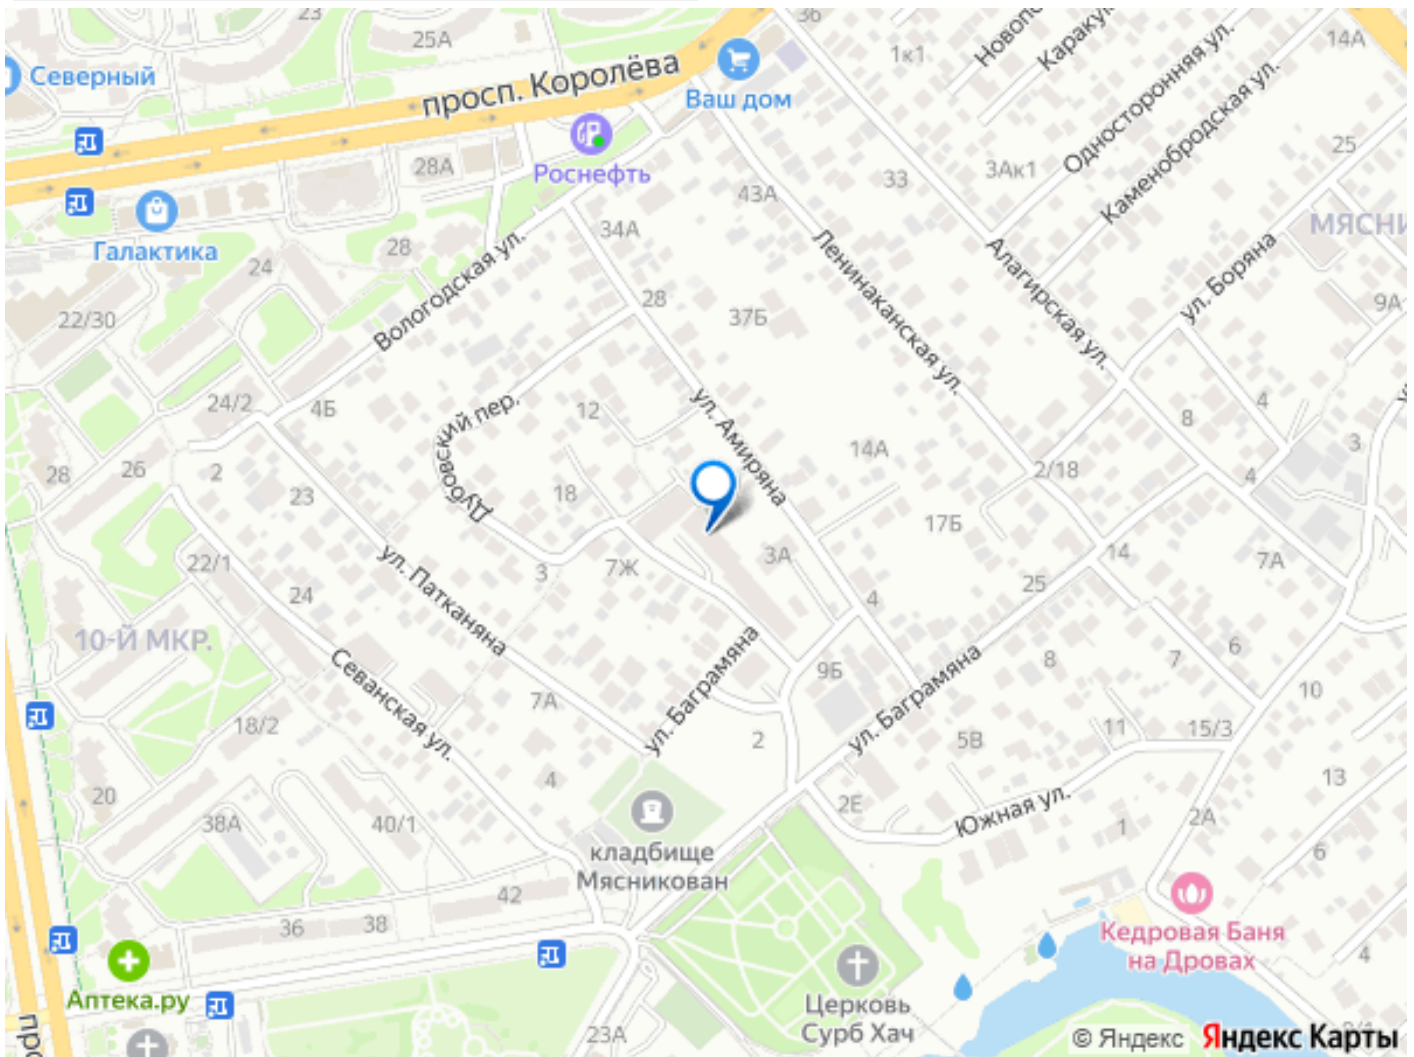 23
25А
36
1к1
14А
Северный
просп. Королёва
Ваш дом
Односторонняя ул.
Каменобродская ул.
28А
Роснефть
43А
33
3Ак1
25
МЯСНИ
Галактика
28
34А
24
Вологодская ул.
Ленинаканская ул.
Алагирская ул.
ул. Боряна
22/30
28
37Б
9А
24/2
4Б
Дубовский пер.
12
ул. Амиряна
8
4
3
28
26
2
23
18
14А
2/18
4
17Б
22/1
24
ул. Патканяна
3
7Ж
3А
14
7А
25
4
10-Й МКР.
Севанская ул.
ул. Баграмяна
9Б
ул. Баграмяна
8
7
6
10
18/2
7А
2
5В
11
15/3
4
13
20
38А
40/1
2Е
Южная ул.
1
2А
6
кладбище
Мясникован
42
36
38
Кедровая Баня
на Дровах
4
Аптека.ру
Церковь
Сурб Хач
23А
© Яндекс Яндекс Карты